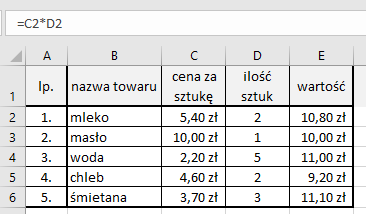 =C2*D2
A B C D E
1 lp. nazwa towaru cena za sztukę ilość sztuk wartość
2 1. mleko 5,40 zł 2 10,80 zł
3 2. masło 10,00 zł 1 10,00 zł
4 3. woda 2,20 zł 5 11,00 zł
5 4. chleb 4,60 zł 2 9,20 zł
6 5. śmietana 3,70 zł 3 11,10 zł